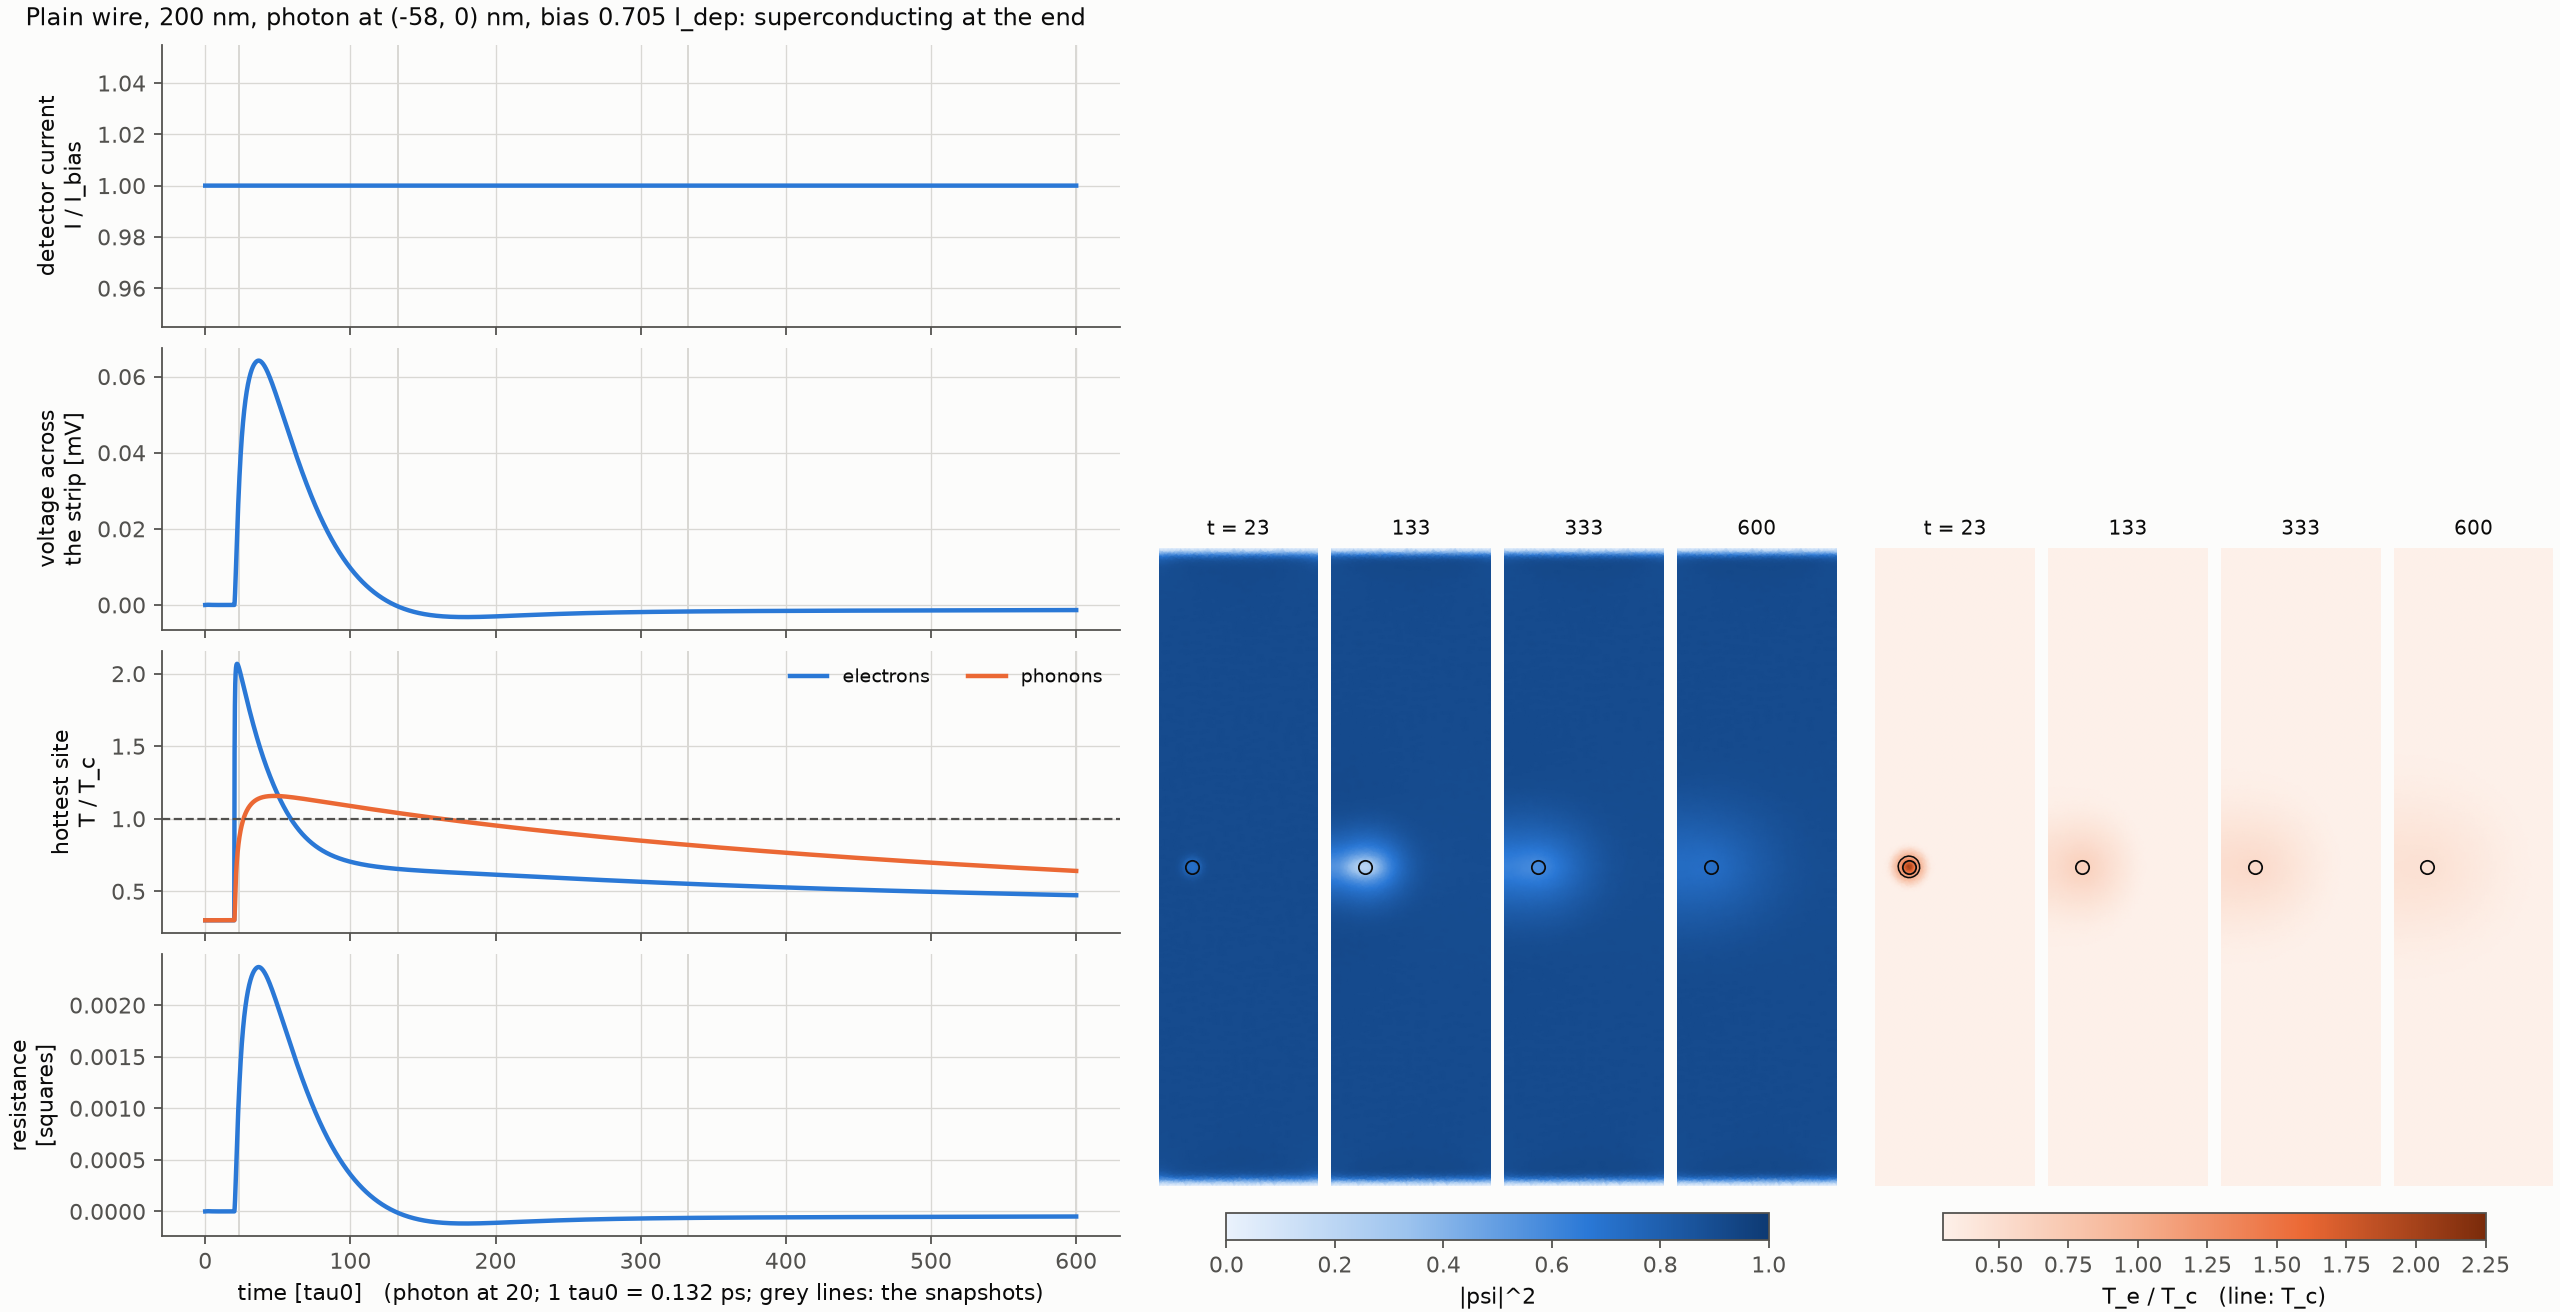 Plain wire, 200 nm, photon at (-58, 0) nm, bias 0.705 I_dep: superconducting at the end
detector current
I / I_bias
1.04
1.02
1.00
0.98
0.96
voltage across
the strip [mV]
0.06
0.04
0.02
0.00
hottest site
T / T_c
2.0
1.5
1.0
0.5
electrons
phonons
resistance
[squares]
0.0020
0.0015
0.0010
0.0005
0.0000
0 100 200 300 400 500 600
time [tau0]   (photon at 20; 1 tau0 = 0.132 ps; grey lines: the snapshots)
t = 23 133 333 600
0.0 0.2 0.4 0.6 0.8 1.0
|psi|^2
t = 23 133 333 600
0.50 0.75 1.00 1.25 1.50 1.75 2.00 2.25
T_e / T_c   (line: T_c)